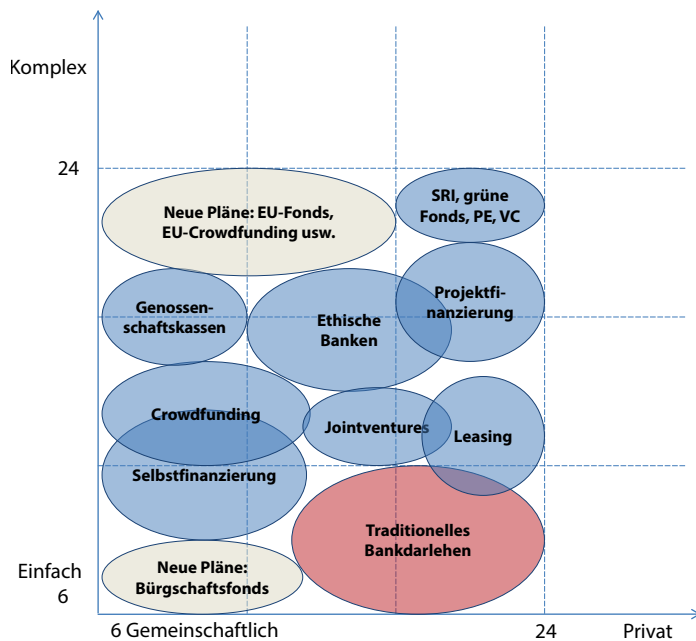 Komplex
24
Neue Pläne: EU-Fonds,
EU-Crowdfunding usw.
SRI, grüne
Fonds, PE, VC
Genossen-
schaftskassen
Ethische
Banken
Projektfi-
nanzierung
Crowdfunding
Jointventures
Leasing
Selbstfinanzierung
Traditionelles
Bankdarlehen
Neue Pläne:
Bürgschaftsfonds
Einfach
6
6 Gemeinschaftlich
24
Privat